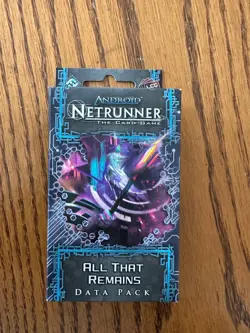 ANDROID
NETRUNNER
THE CARD GAME
ALL THAT
REMAINS
DATA PACK